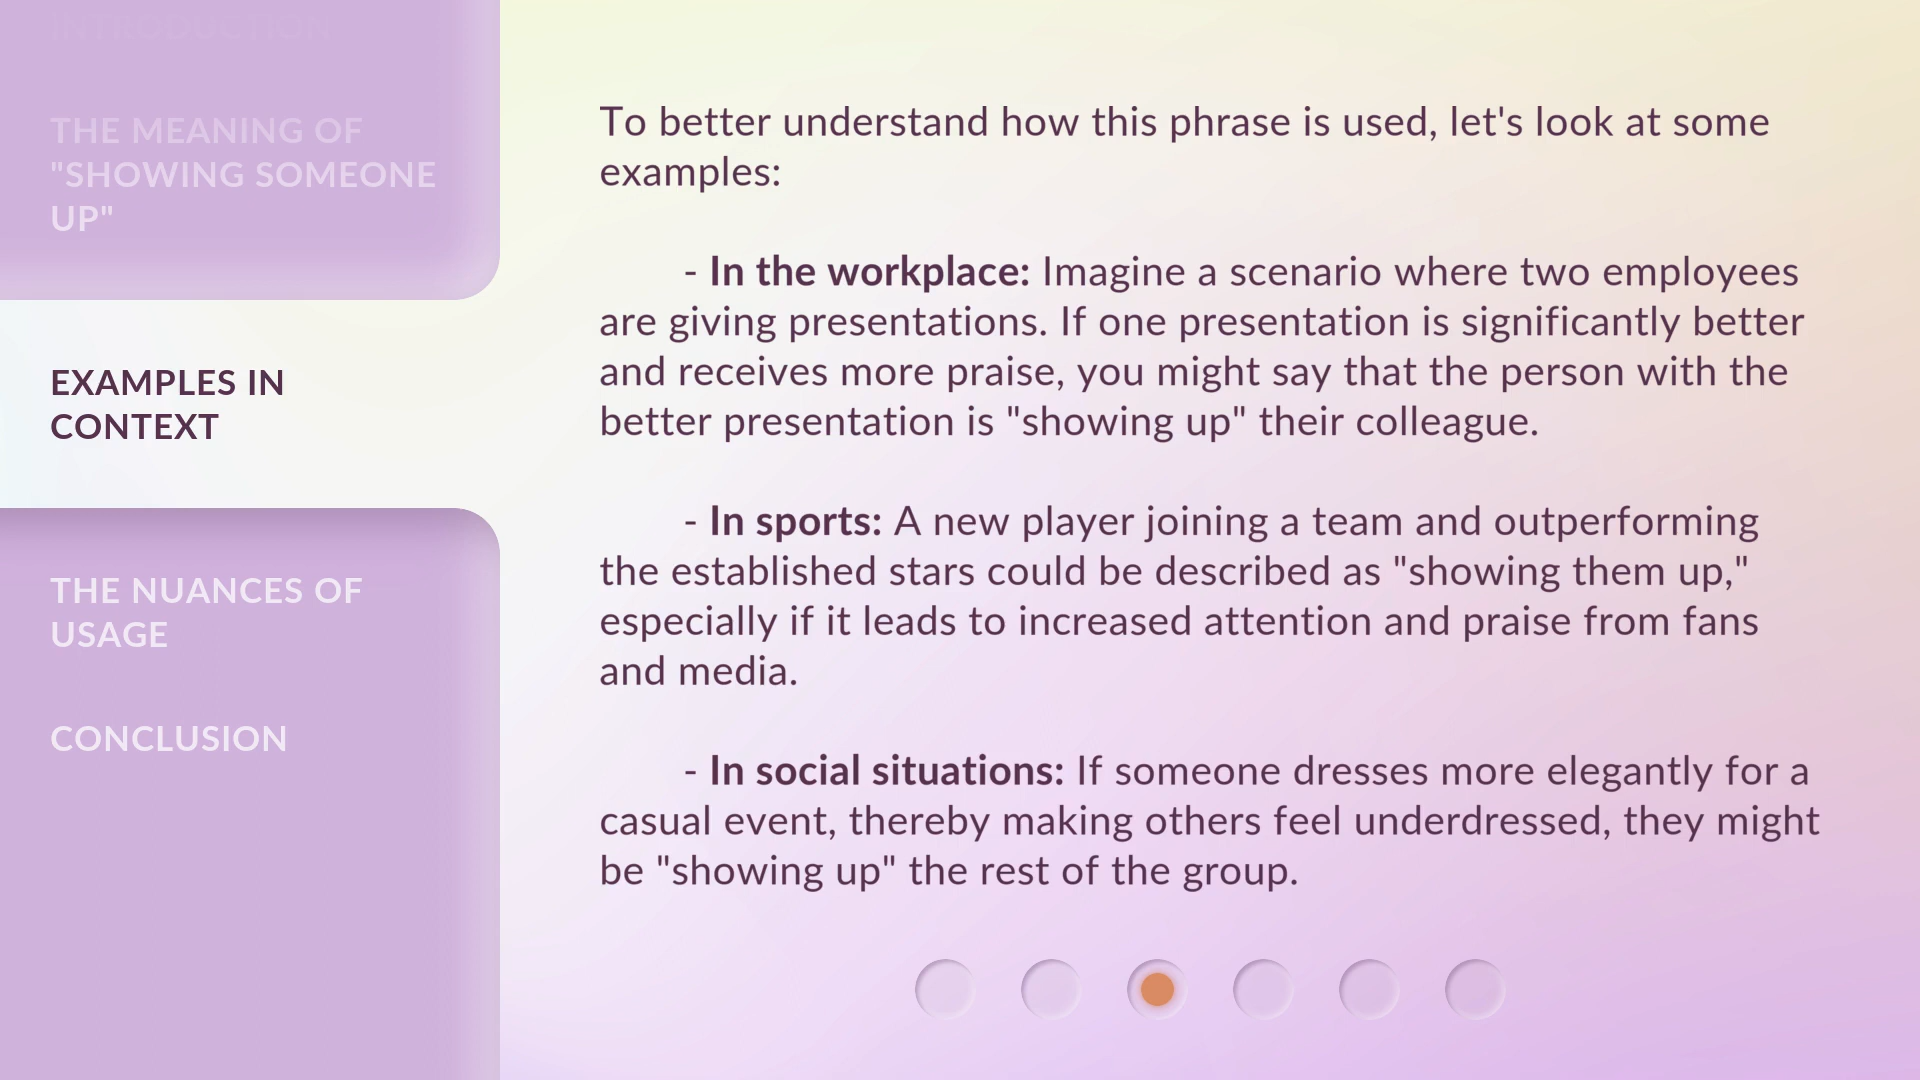 INTRODUCTION
THE MEANING OF
"SHOWING SOMEONE
UP"
EXAMPLES IN
CONTEXT
THE NUANCES OF
USAGE
CONCLUSION
To better understand how this phrase is used, let's look at some
examples:
- In the workplace: Imagine a scenario where two employees
are giving presentations. If one presentation is significantly better
and receives more praise, you might say that the person with the
better presentation is "showing up" their colleague.
- In sports: A new player joining a team and outperforming
the established stars could be described as "showing them up,"
especially if it leads to increased attention and praise from fans
and media.
- In social situations: If someone dresses more elegantly for a
casual event, thereby making others feel underdressed, they might
be "showing up" the rest of the group.